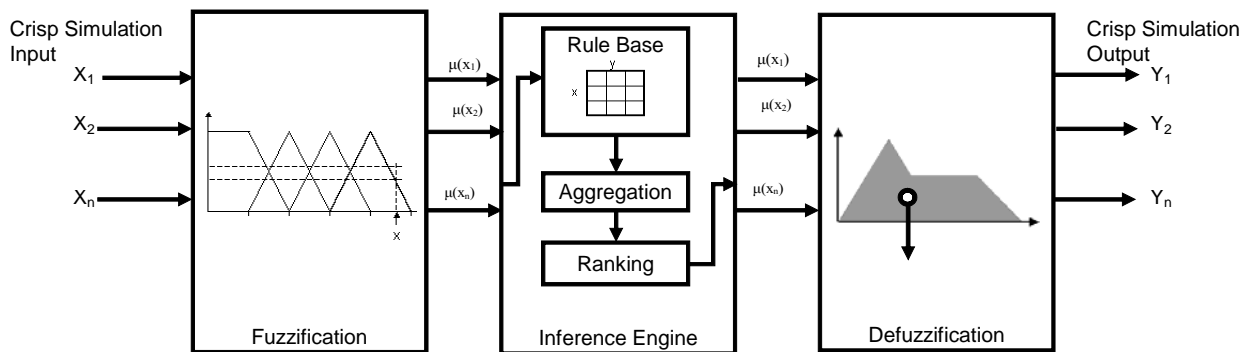 Crisp Simulation
Input
X1
X2
Xn
x
Fuzzification
μ(x1)
μ(x2)
μ(xn)
Rule Base
y
x
Aggregation
Ranking
Inference Engine
μ(x1)
μ(x2)
μ(xn)
Defuzzification
Crisp Simulation
Output
Y1
Y2
Yn